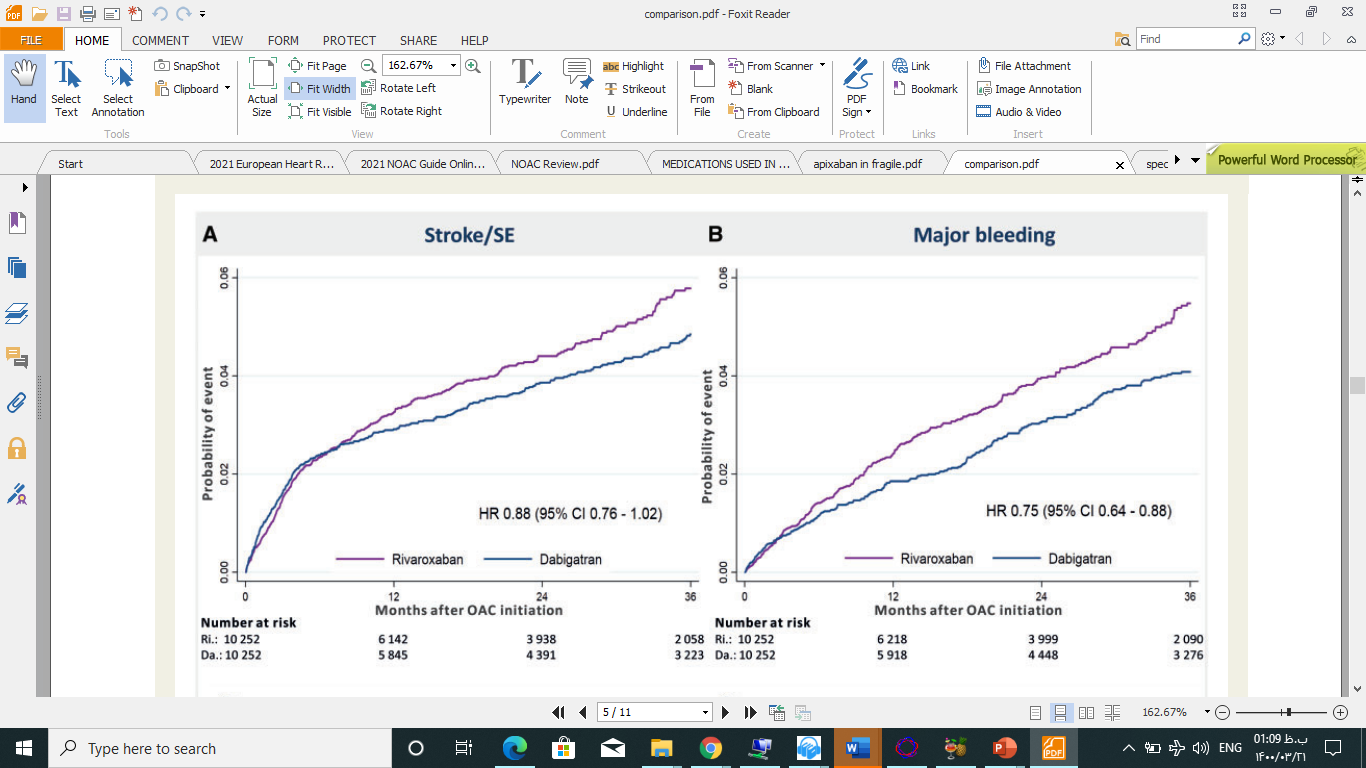 comparison.pdf - Foxit Reader
FILE HOME COMMENT VIEW FORM PROTECT SHARE HELP
Find
Hand
Select Text
Select Annotation
SnapShot
Clipboard
Tools
Actual Size
Fit Page
Fit Width
Fit Visible
162.67%
Rotate Left
Rotate Right
View
Typewriter
Note
Highlight
Strikeout
Underline
Comment
From File
From Scanner
Blank
From Clipboard
Create
PDF Sign
Protect
Link
Bookmark
Links
File Attachment
Image Annotation
Audio & Video
Insert
Start
2021 European Heart R...
2021 NOAC Guide Onlin...
NOAC Review.pdf
MEDICATIONS USED IN ...
apixaban in fragile.pdf
comparison.pdf
spec
Powerful Word Processor
A Stroke/SE
Probability of event
0.06
0.04
0.02
0.00
HR 0.88 (95% CI 0.76 - 1.02)
Rivaroxaban Dabigatran
0 12 24 36
Months after OAC initiation
Number at risk
Ri.: 10 252 6 142 3 938 2 058
Da.: 10 252 5 845 4 391 3 223
B Major bleeding
Probability of event
0.06
0.04
0.02
0.00
HR 0.75 (95% CI 0.64 - 0.88)
Rivaroxaban Dabigatran
0 12 24 36
Months after OAC initiation
Number at risk
Ri.: 10 252 6 218 3 999 2 090
Da.: 10 252 5 918 4 448 3 276
5 / 11
162.67%
Type here to search
ENG
01:09 ب.ظ
۱۴۰۰/۰۳/۲۱